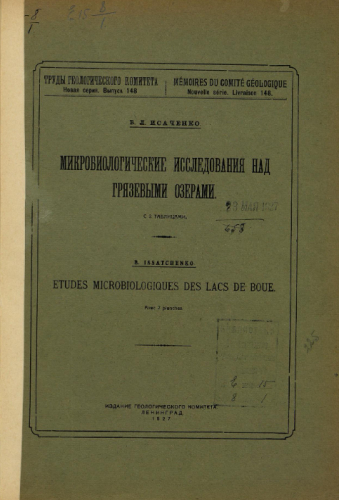 ТРУДЫ ГЕОЛОГИЧЕСКОГО КОМИТЕТА
Новая серия. Выпуск 148
MÉMOIRES DU COMITÉ GÉOLOGIQUE
Nouvelle série. Livraison 148.
Б. Л. ИСАЧЕНКО
МИКРОБИОЛОГИЧЕСКИЕ ИССЛЕДОВАНИЯ НАД
ГРЯЗЕВЫМИ ОЗЕРАМИ.
B. ISSATCHENKO
ETUDES MICROBIOLOGIQUES DES LACS DE BOUE.
ИЗДАНИЕ ГЕОЛОГИЧЕСКОГО КОМИТЕТА
ЛЕНИНГРАД
1927